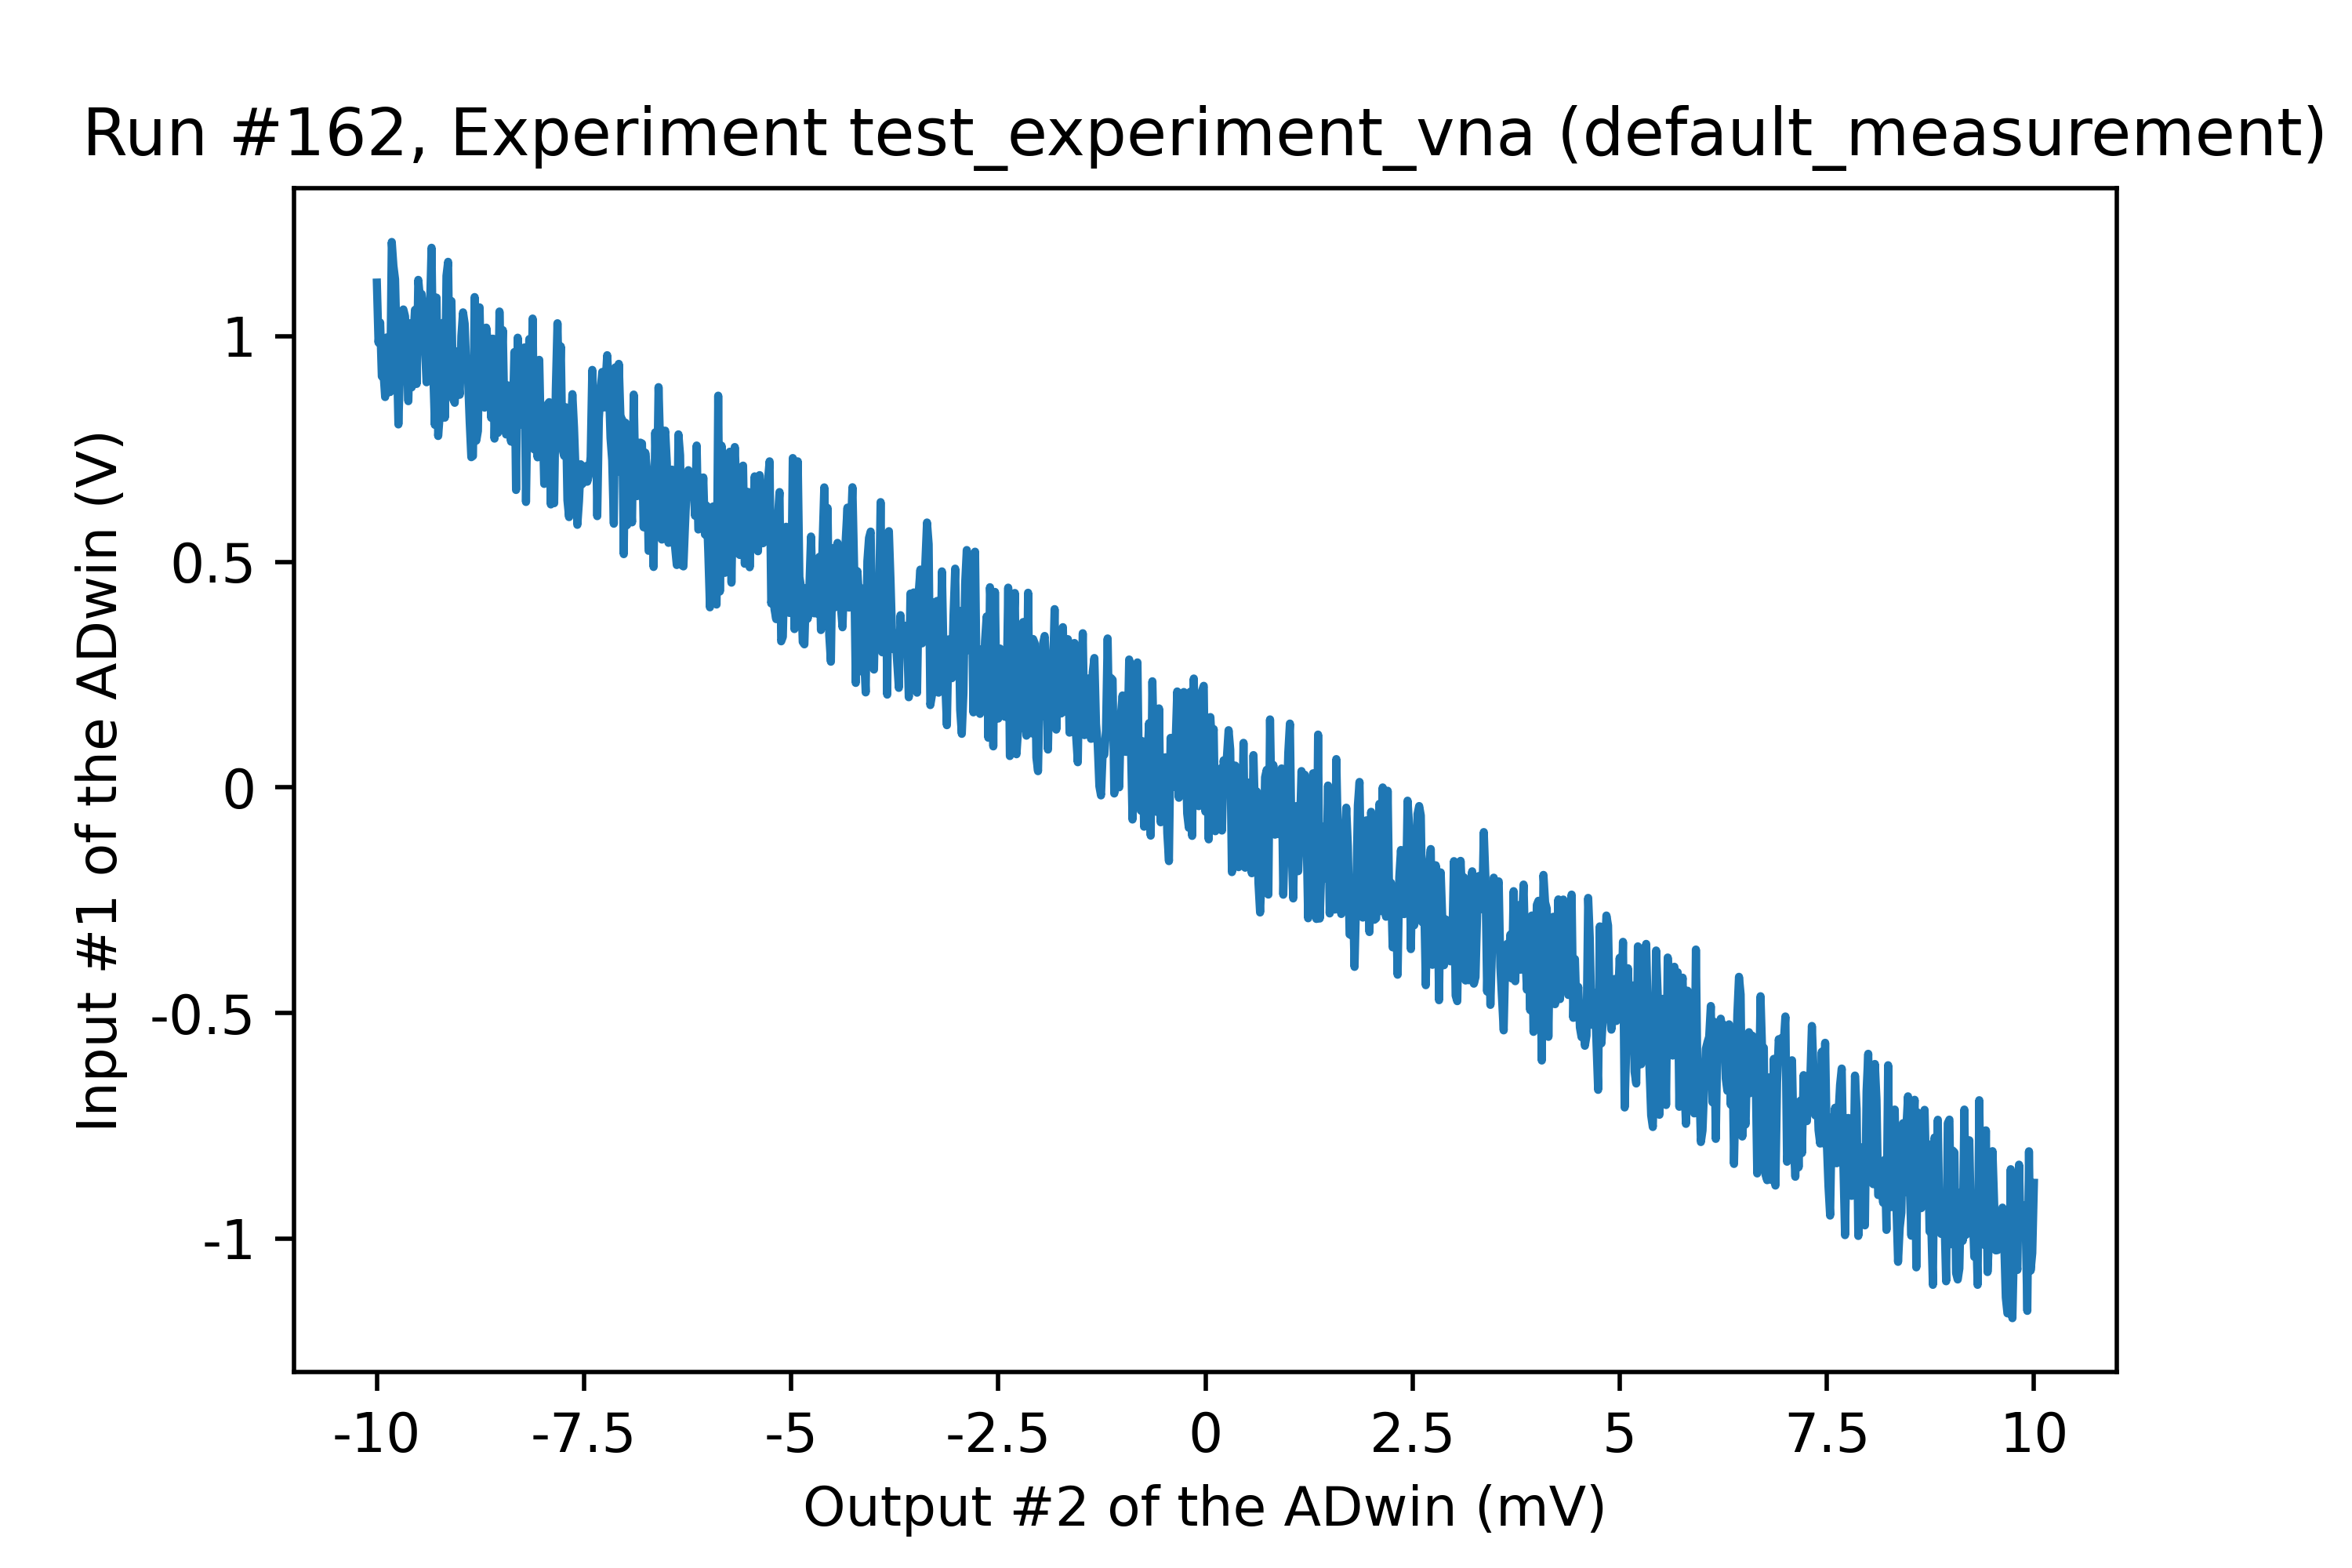 Run #162, Experiment test_experiment_vna (default_measurement)
Input #1 of the ADwin (V)
1
0.5
0
-0.5
-1
-10 -7.5 -5 -2.5 0 2.5 5 7.5 10
Output #2 of the ADwin (mV)